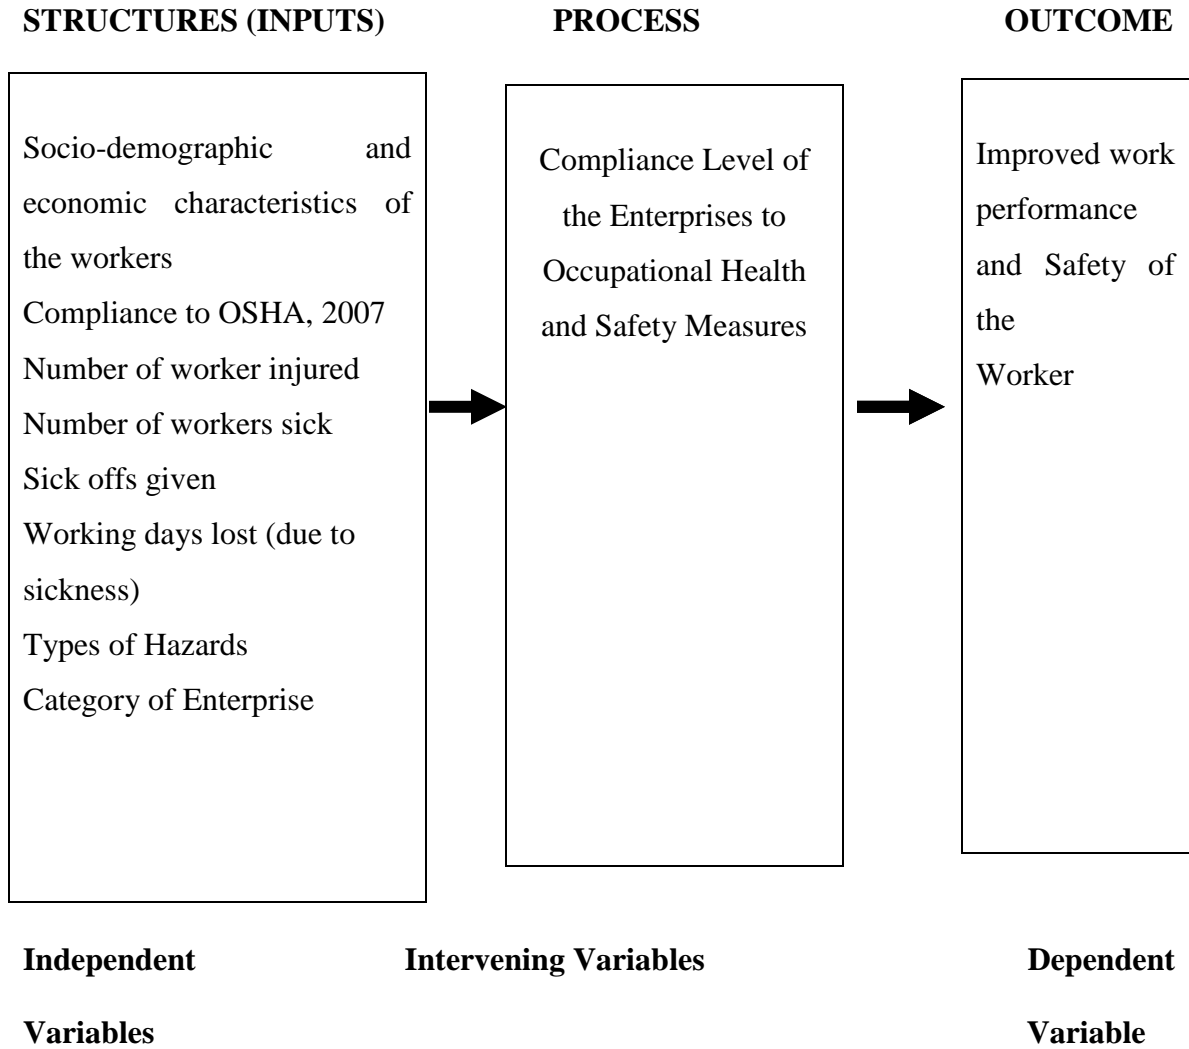 STRUCTURES (INPUTS)
PROCESS
OUTCOME
Socio-demographic and
economic characteristics of
the workers
Compliance to OSHA, 2007
Number of worker injured
Number of workers sick
Sick offs given
Working days lost (due to
sickness)
Types of Hazards
Category of Enterprise
Compliance Level of
the Enterprises to
Occupational Health
and Safety Measures
Improved work
performance
and Safety of
the
Worker
Independent
Variables
Intervening Variables
Dependent
Variable